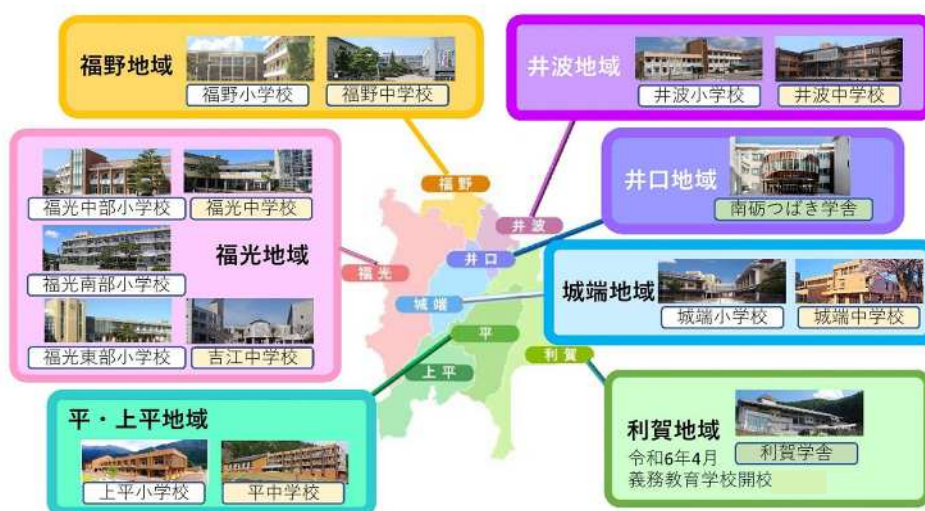 福野地域
福野小学校
福野中学校
井波地域
井波小学校
井波中学校
福光中部小学校
福光中学校
福光南部小学校
福光地域
福光東部小学校
吉江中学校
井口地域
南砺つばき学舎
城端地域
城端小学校
城端中学校
福野
井波
井口
福光
城端
平
利賀
上平
平・上平地域
上平小学校
平中学校
利賀地域
令和6年4月
義務教育学校開校
利賀学舎